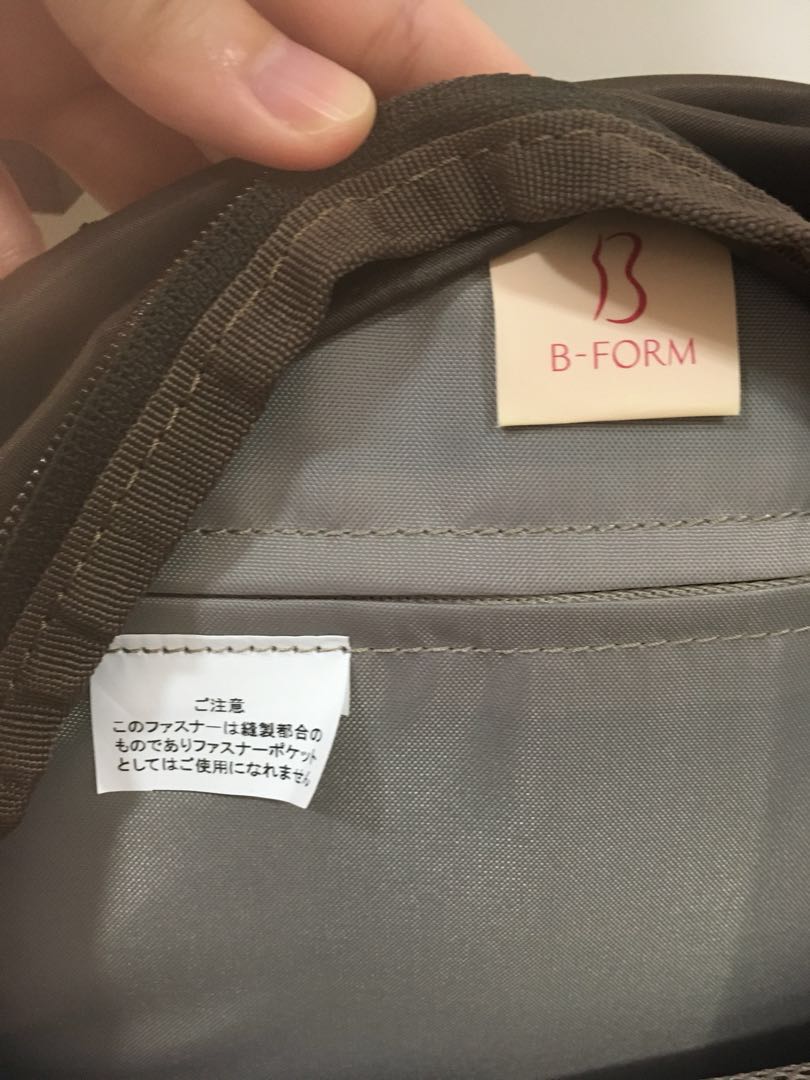 B
B-FORM
ご注意
このファスナーは縫製都合の
ものでありファスナーポケット
としてはご使用になれません